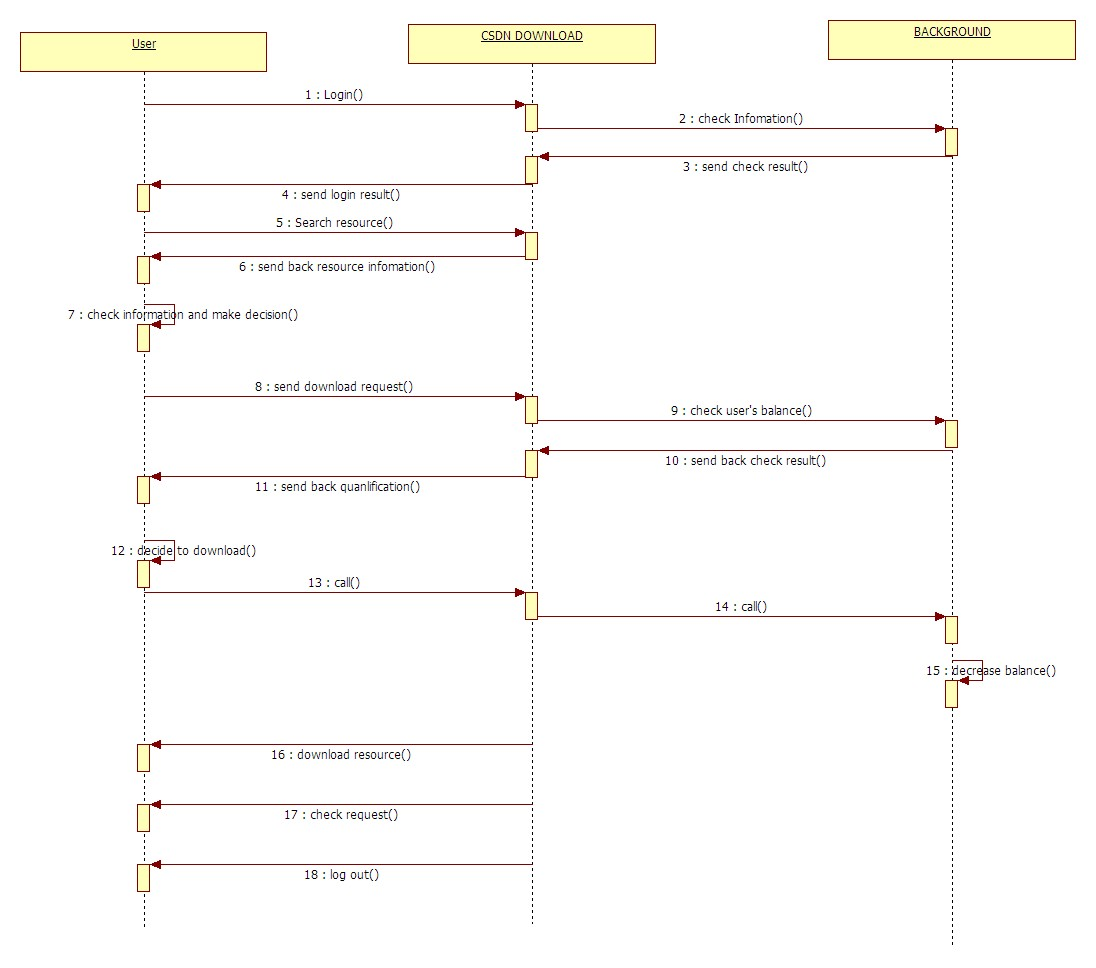 User
CSDN DOWNLOAD
BACKGROUND
1 : Login()
2 : check Infomation()
3 : send check result()
4 : send login result()
5 : Search resource()
6 : send back resource infomation()
7 : check information and make decision()
8 : send download request()
9 : check user's balance()
10 : send back check result()
11 : send back quanlification()
12 : decide to download()
13 : call()
14 : call()
15 : decrease balance()
16 : download resource()
17 : check request()
18 : log out()